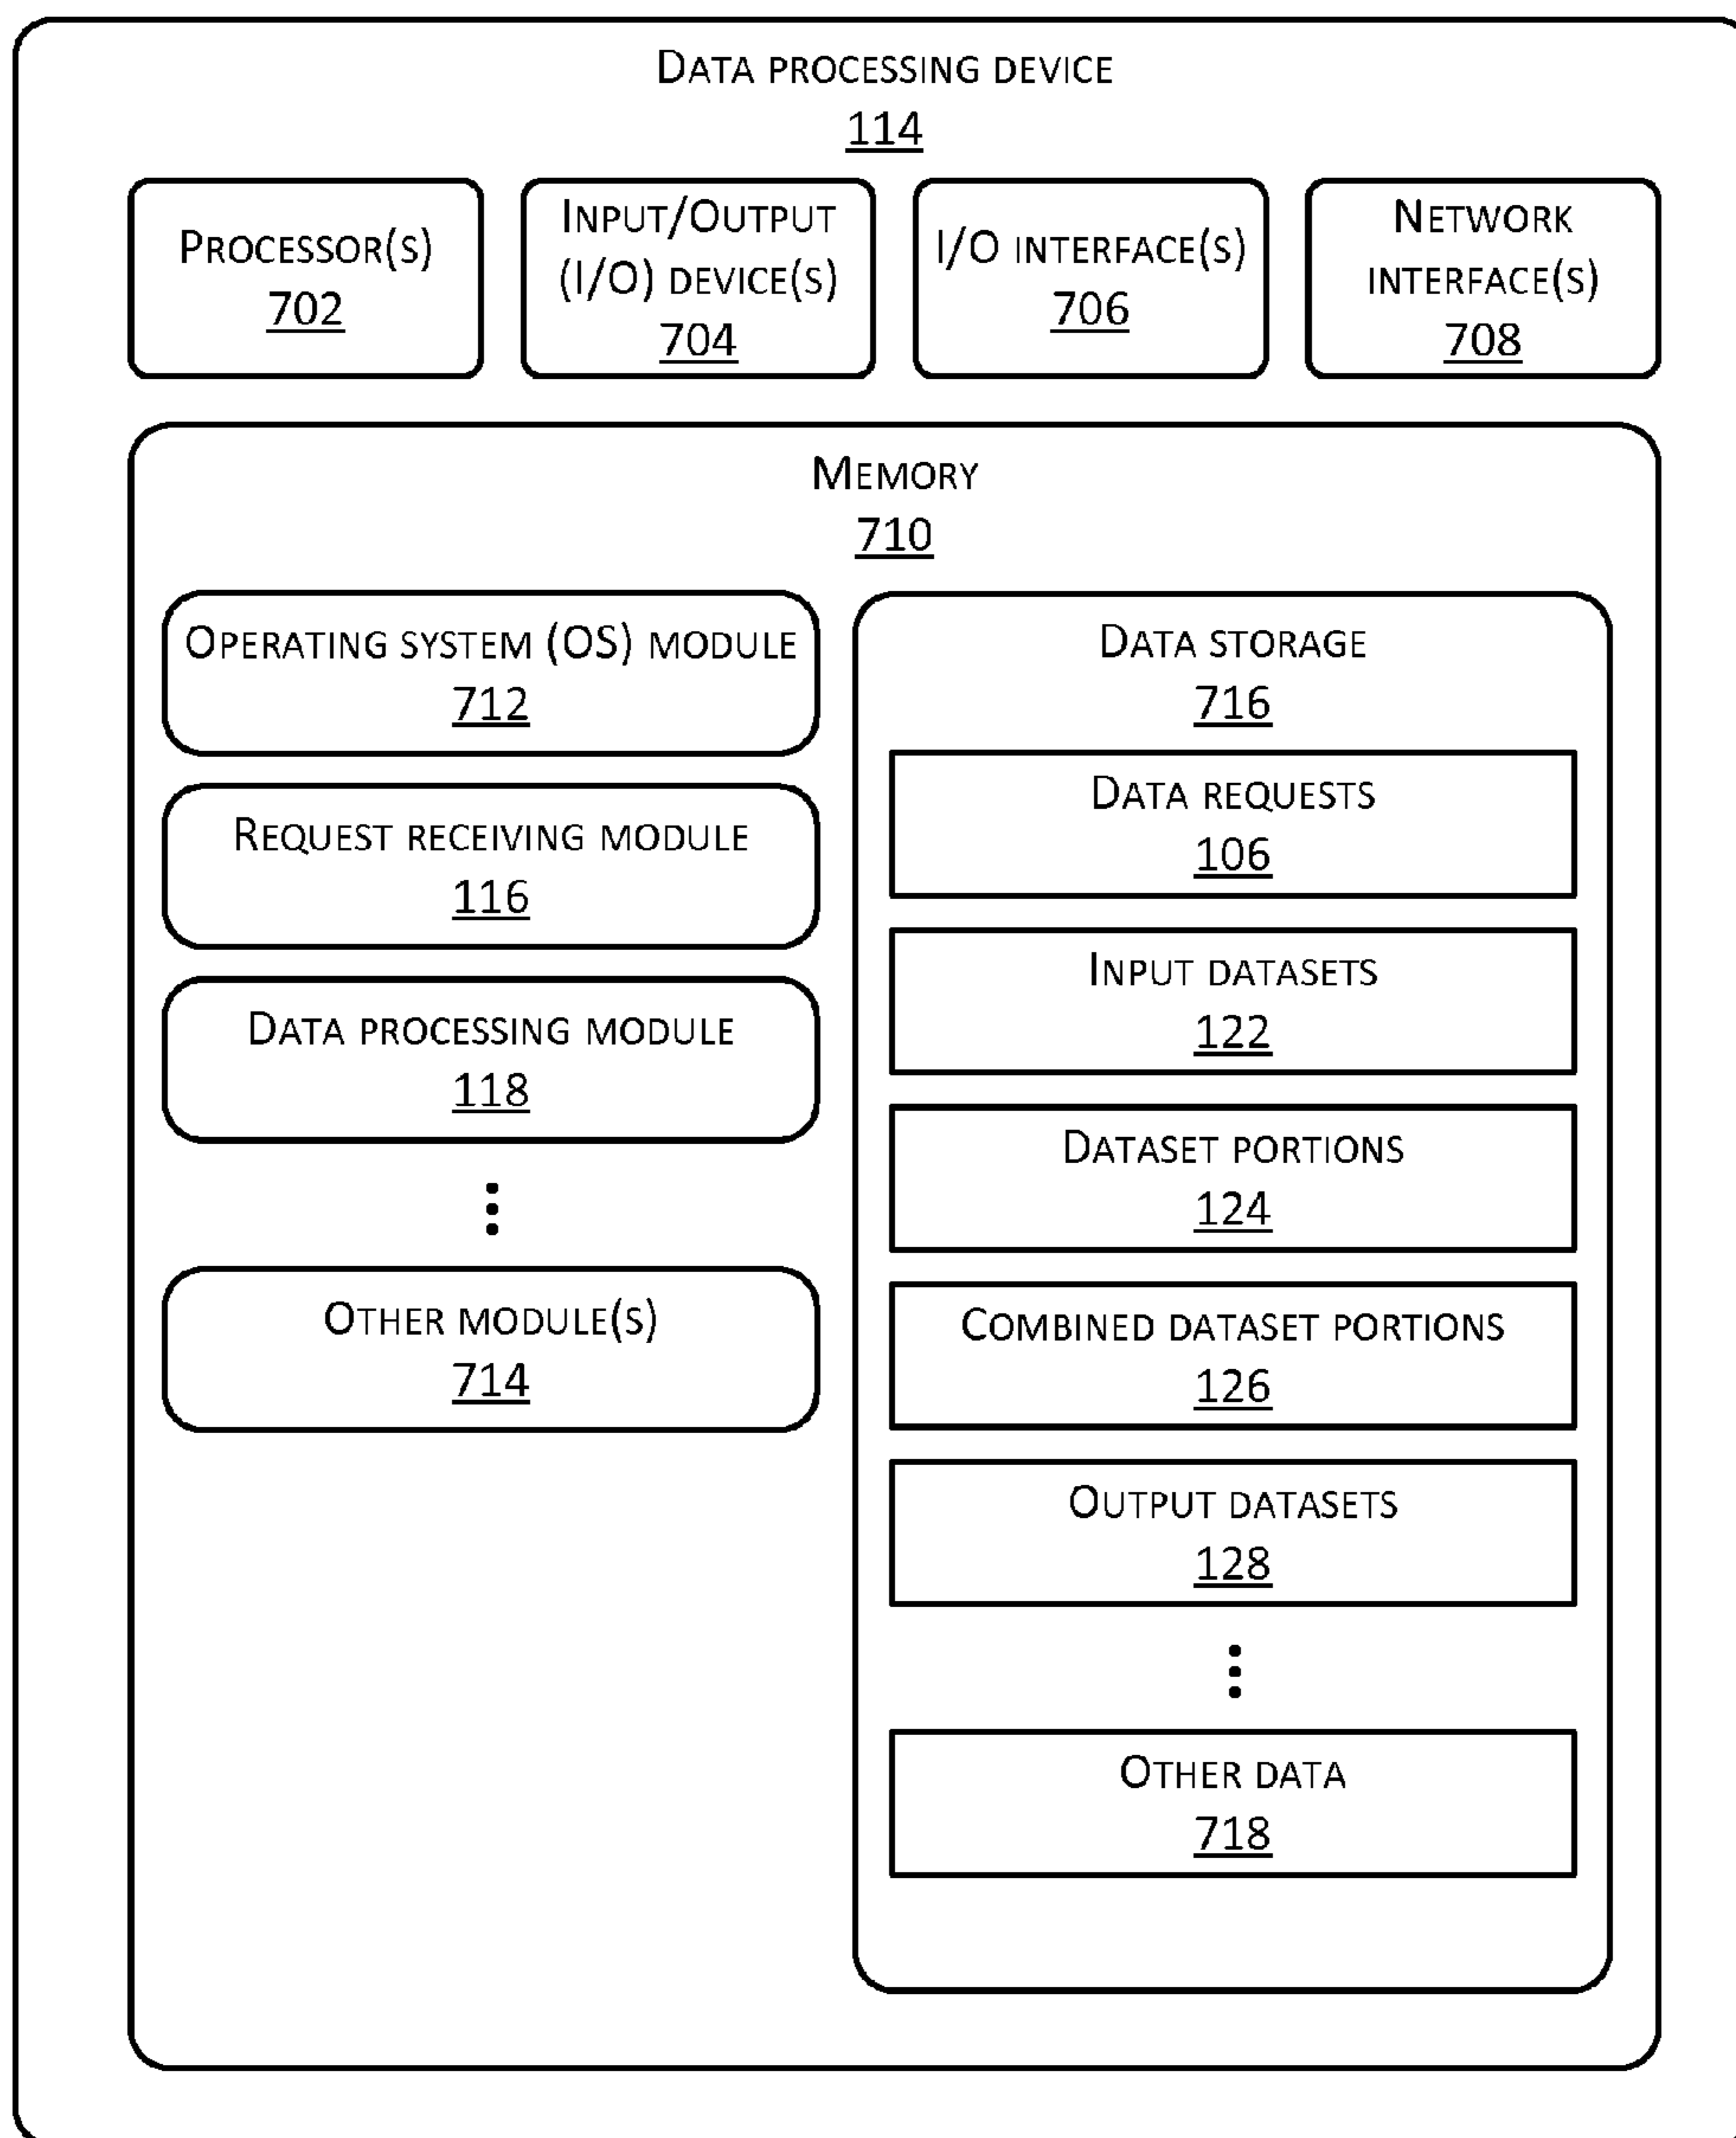 DATA PROCESSING DEVICE
114
PROCESSOR(S)
702
INPUT/OUTPUT
(I/O) DEVICE(S)
704
I/O INTERFACE(S)
706
NETWORK
INTERFACE(S)
708
MEMORY
710
OPERATING SYSTEM (OS) MODULE
712
REQUEST RECEIVING MODULE
116
DATA PROCESSING MODULE
118
OTHER MODULE(S)
714
DATA STORAGE
716
DATA REQUESTS
106
INPUT DATASETS
122
DATASET PORTIONS
124
COMBINED DATASET PORTIONS
126
OUTPUT DATASETS
128
OTHER DATA
718